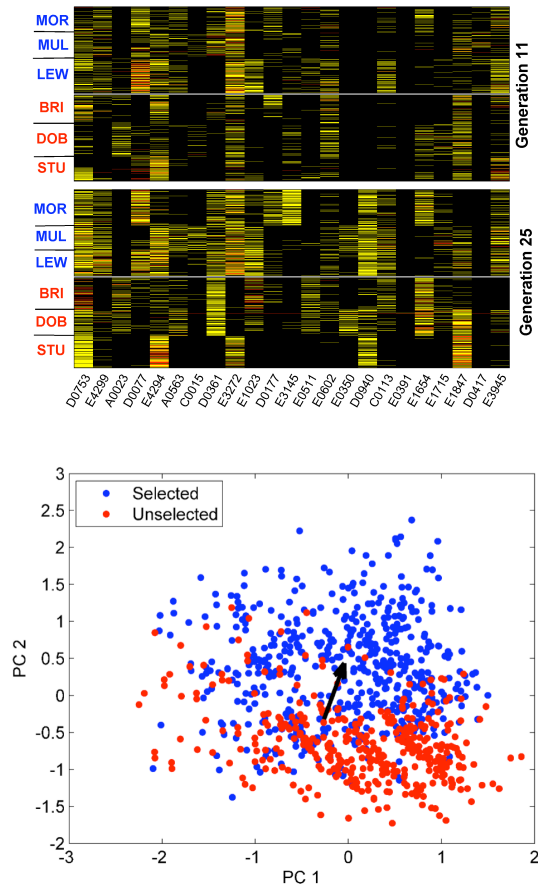 MOR
MUL
LEW
BRI
DOB
STU
Generation 11
MOR
MUL
LEW
BRI
DOB
STU
Generation 25
D0753 E4299 A0023 D0077 E4294 A0563 C0015 D0361 E3272 E1023 D0177 E3145 E0511 E0602 E0350 D0940 C0113 E0391 E1654 E1715 E1847 D0417 E3945
3
2.5
2
1.5
1
0.5
0
-0.5
-1
-1.5
-2
PC 2
Selected
Unselected
-3 -2 -1 0 1 2
PC 1